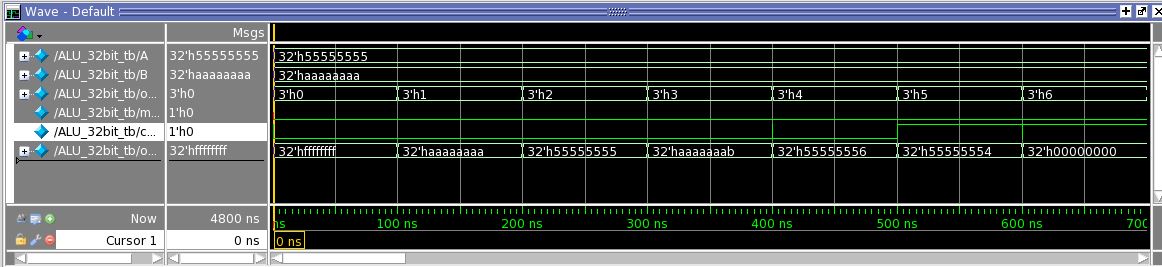 Wave - Default
Msgs
/ALU_32bit_tb/A 32'h55555555 32'h55555555
/ALU_32bit_tb/B 32'haaaaaaaa 32'haaaaaaaa
/ALU_32bit_tb/o... 3'h0 3'h0 3'h1 3'h2 3'h3 3'h4 3'h5 3'h6
/ALU_32bit_tb/m... 1'h0
/ALU_32bit_tb/c... 1'h0
/ALU_32bit_tb/o... 32'hffffffff 32'hffffffff 32'haaaaaaaa 32'h55555555 32'haaaaaaab 32'h55555556 32'h55555554 32'h00000000
Now 4800 ns ns 100 ns 200 ns 300 ns 400 ns 500 ns 600 ns 700
Cursor 1 0 ns 0 ns